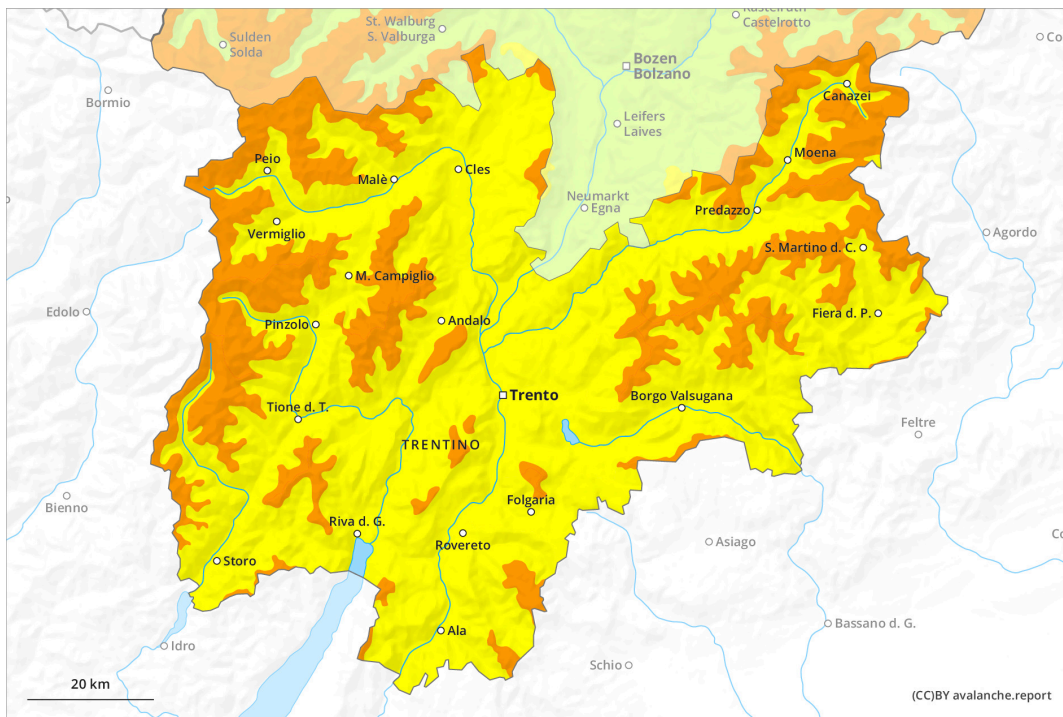 Kastelruth
Castelrotto
St. Walburg
S. Valburga
Sulden
Solda
Co
Bozen
Bolzano
Bormio
Canazei
Leifers
Laives
Moena
Peio
Malè
Cles
Neumarkt
Egna
Predazzo
Vermiglio
Agordo
S. Martino d. C.
M. Campiglio
Edolo
Pinzolo
Andalo
Fiera d. P.
Trento
Borgo Valsugana
Tione d. T.
Feltre
TRENTINO
Bienno
Folgaria
Riva d. G.
Rovereto
Asiago
Co
Storo
Bassano d. G.
Ala
Idro
Schio
20 km
(CC)BY avalanche.report